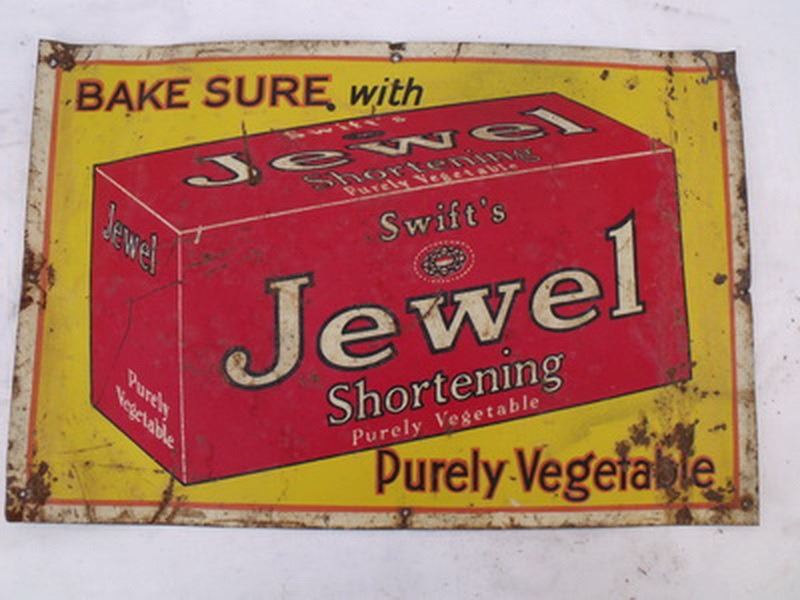 BAKE SURE with
Swift's
Jewel
Shortening
Purely Vegetable
Jewel
Purely
Vegetable
Swift's
Jewel
Shortening
Purely Vegetable
Purely Vegetable